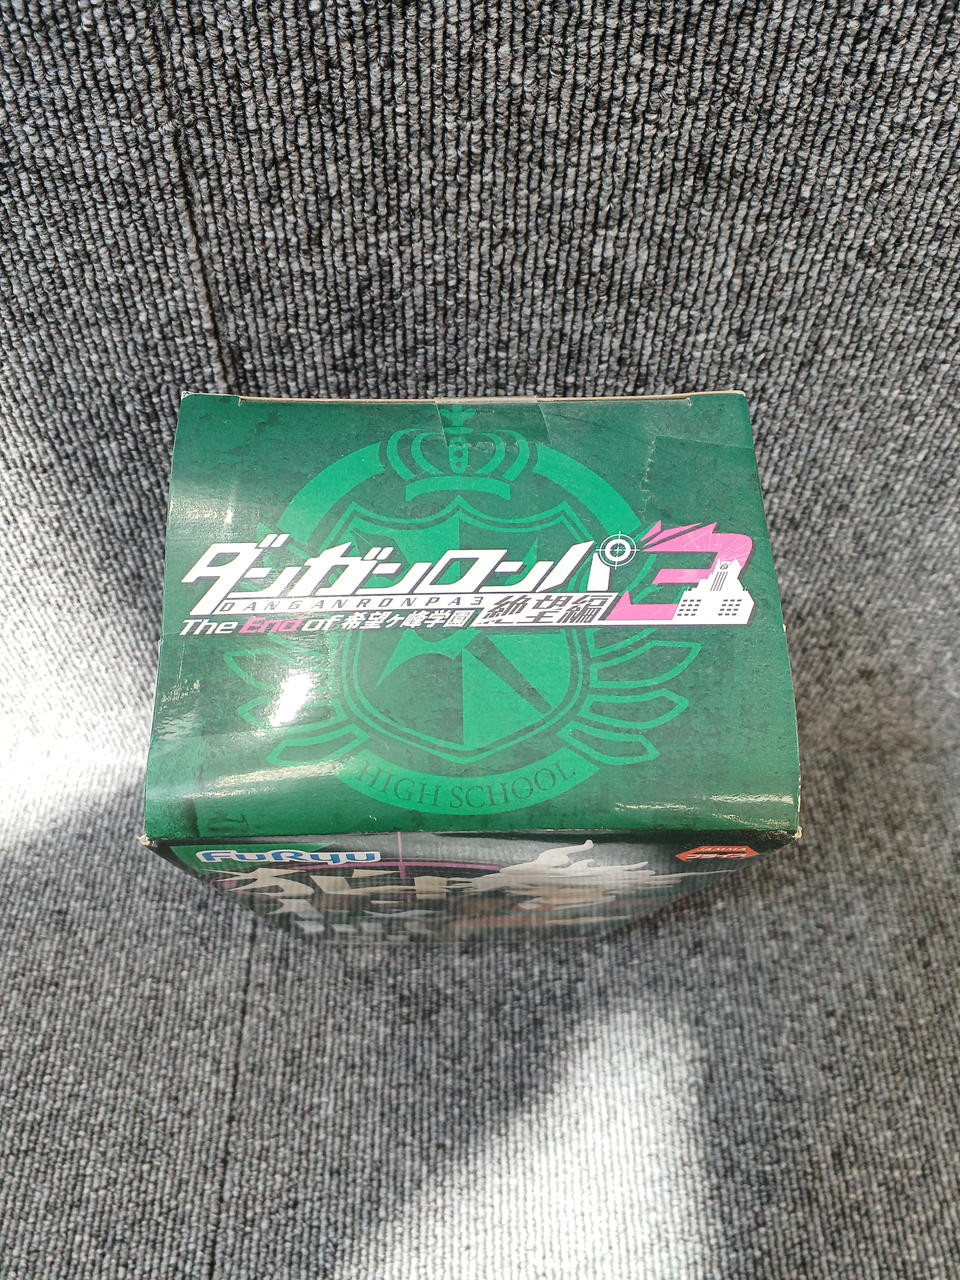 ダンガンロンパ3
DANGANRONPA3
The End of 希望ヶ峰学園 絶望編
HIGH SCHOOL
FuRyu
JAMMA